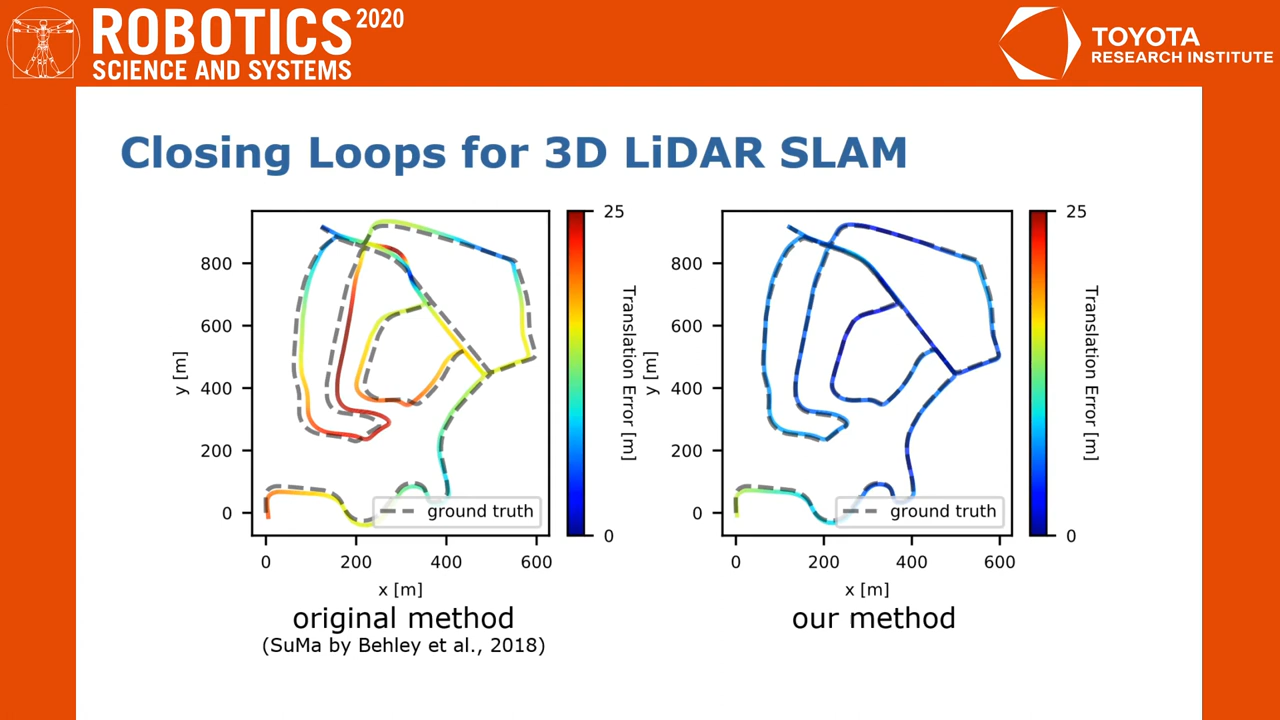 ROBOTICS 2020
SCIENCE AND SYSTEMS
TOYOTA
RESEARCH INSTITUTE
Closing Loops for 3D LiDAR SLAM
800
600
400
200
0
y [m]
0 200 400 600
x [m]
ground truth
25
0
Translation Error [m]
original method
(SuMa by Behley et al., 2018)
800
600
400
200
0
y [m]
0 200 400 600
x [m]
ground truth
25
0
Translation Error [m]
our method